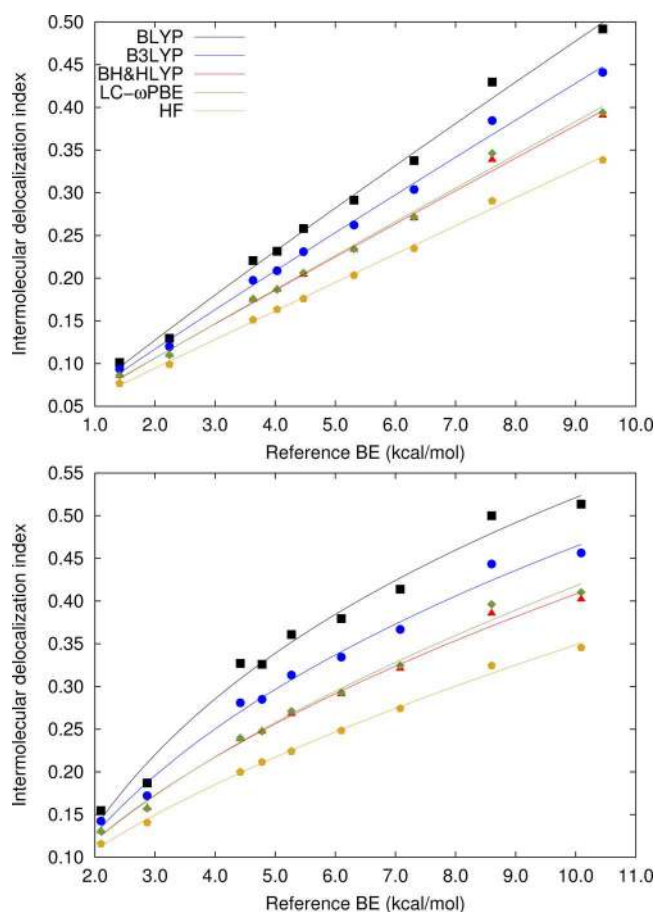 0.50
0.45
0.40
0.35
0.30
0.25
0.20
0.15
0.10
0.05
Intermolecular delocalization index
BLYP
B3LYP
BH&HLYP
LC-ωPBE
HF
1.0 2.0 3.0 4.0 5.0 6.0 7.0 8.0 9.0 10.0
Reference BE (kcal/mol)
0.55
0.50
0.45
0.40
0.35
0.30
0.25
0.20
0.15
0.10
Intermolecular delocalization index
2.0 3.0 4.0 5.0 6.0 7.0 8.0 9.0 10.0 11.0
Reference BE (kcal/mol)